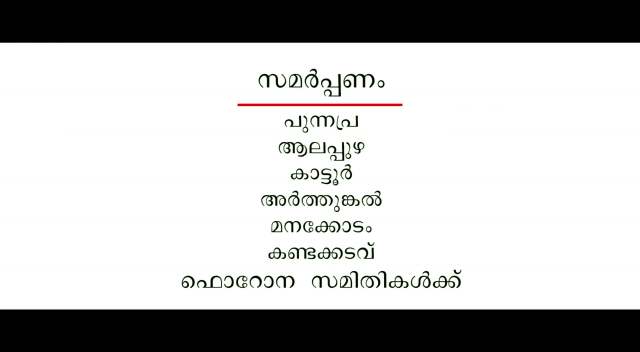 സമർപ്പണം
പുന്നപ്ര
ആലപ്പുഴ
കാട്ടൂർ
അർത്തുങ്കൽ
മനക്കോടം
കണ്ടക്കടവ്
ഫൊറോന സമിതികൾക്ക്